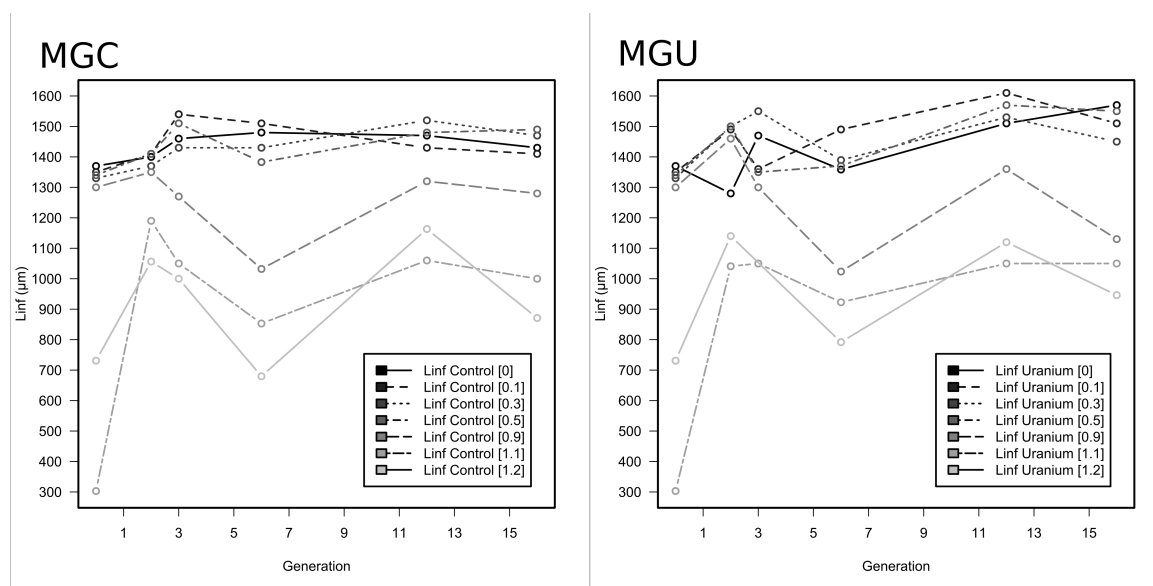 MGC
1600
1500
1400
1300
1200
1100
1000
900
800
700
600
500
400
300
Linf (μm)
1 3 5 7 9 11 13 15
Generation
Linf Control [0]
Linf Control [0.1]
Linf Control [0.3]
Linf Control [0.5]
Linf Control [0.9]
Linf Control [1.1]
Linf Control [1.2]
MGU
1600
1500
1400
1300
1200
1100
1000
900
800
700
600
500
400
300
Linf (μm)
1 3 5 7 9 11 13 15
Generation
Linf Uranium [0]
Linf Uranium [0.1]
Linf Uranium [0.3]
Linf Uranium [0.5]
Linf Uranium [0.9]
Linf Uranium [1.1]
Linf Uranium [1.2]